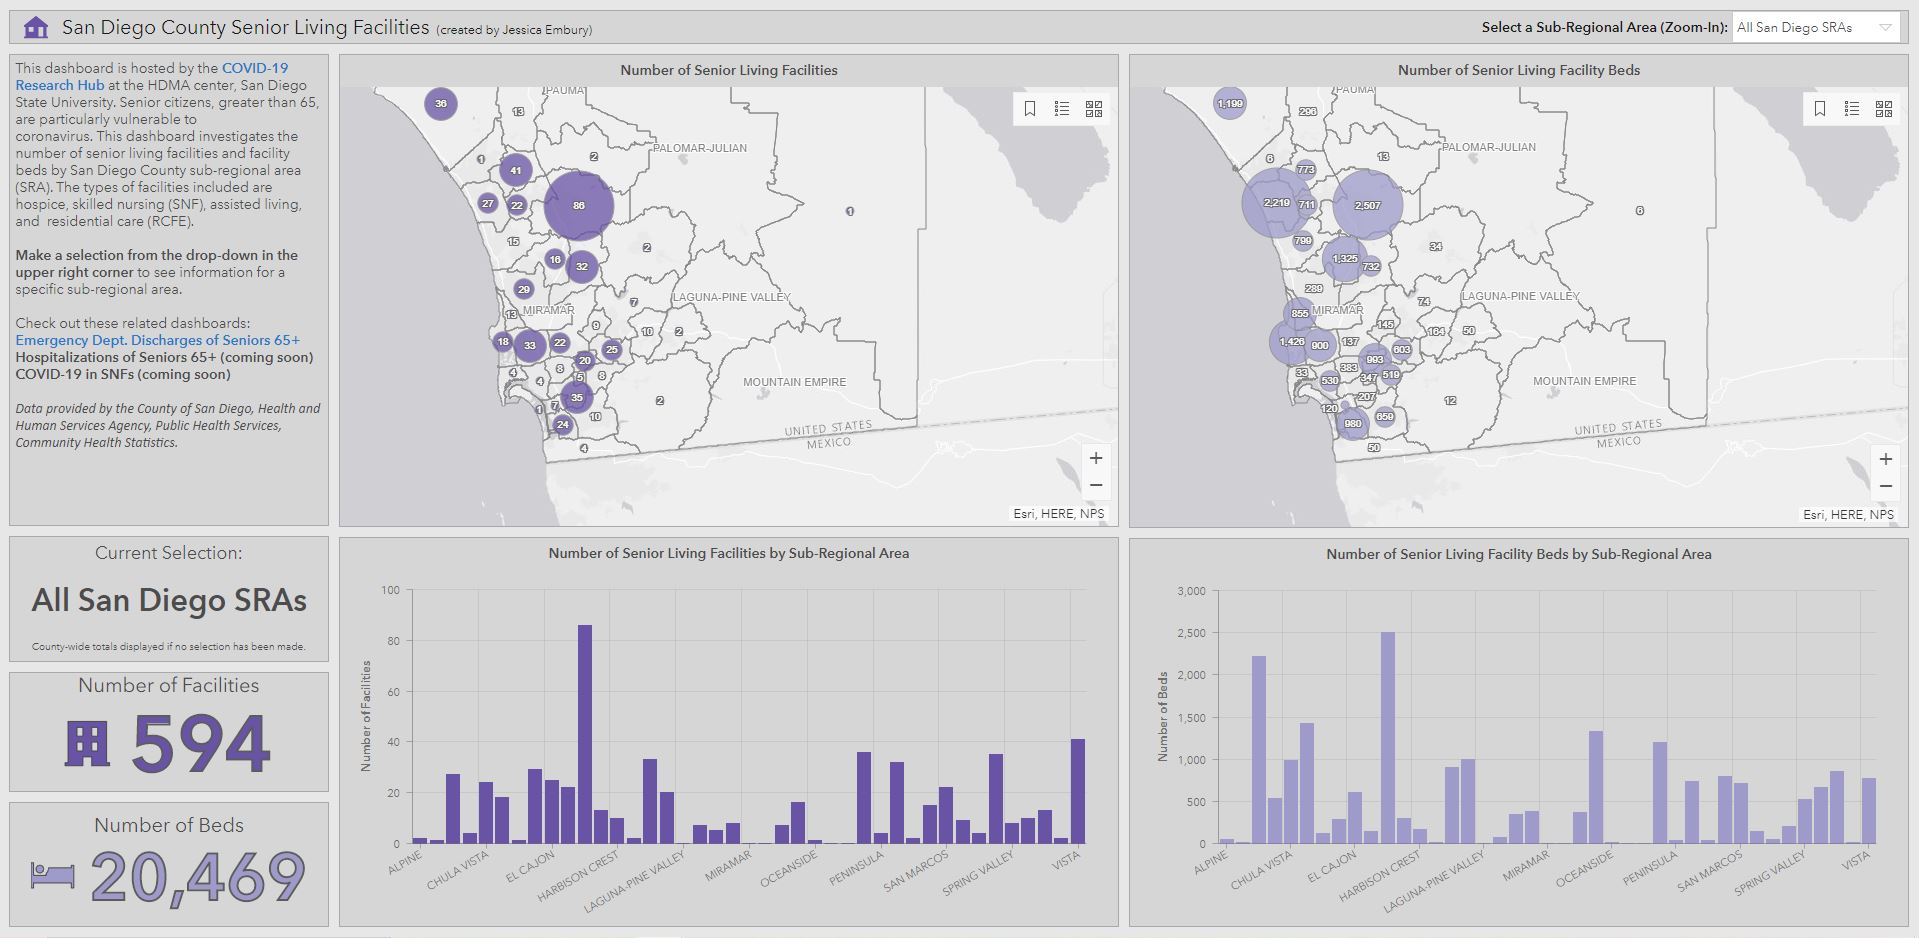 San Diego County Senior Living Facilities (created by Jessica Embury)
Select a Sub-Regional Area (Zoom-In): All San Diego SRAs
This dashboard is hosted by the COVID-19
Research Hub at the HDMA center, San Diego
State University. Senior citizens, greater than 65,
are particularly vulnerable to
coronavirus. This dashboard investigates the
number of senior living facilities and facility
beds by San Diego County sub-regional area
(SRA). The types of facilities included are
hospice, skilled nursing (SNF), assisted living,
and residential care (RCFE).
Make a selection from the drop-down in the
upper right corner to see information for a
specific sub-regional area.
Check out these related dashboards:
Emergency Dept. Discharges of Seniors 65+
Hospitalizations of Seniors 65+ (coming soon)
COVID-19 in SNFs (coming soon)
Data provided by the County of San Diego, Health and
Human Services Agency, Public Health Services,
Community Health Statistics.
Current Selection:
All San Diego SRAs
County-wide totals displayed if no selection has been made.
Number of Facilities
594
Number of Beds
20,469
Number of Senior Living Facilities
PAUMA
36
13
PALOMAR-JULIAN
1
2
41
27
22
86
1
15
2
16
32
29
LAGUNA-PINE VALLEY
7
13
MIRAMAR
9
10
2
18
33
22
25
20
4
4
8
5
8
MOUNTAIN EMPIRE
35
1
7
2
10
24
UNITED STATES
MEXICO
4
+
−
Esri, HERE, NPS
Number of Senior Living Facility Beds
PAUMA
1,199
296
PALOMAR-JULIAN
6
13
773
2,219
711
2,507
6
799
34
1,325
732
289
LAGUNA-PINE VALLEY
74
855
MIRAMAR
145
164
50
1,426
900
137
603
993
33
530
383
347
519
MOUNTAIN EMPIRE
207
120
12
980
659
UNITED STATES
MEXICO
50
+
−
Esri, HERE, NPS
Number of Senior Living Facilities by Sub-Regional Area
Number of Facilities
100
80
60
40
20
0
ALPINE
CHULA VISTA
EL CAJON
HARBISON CREST
LAGUNA-PINE VALLEY
MIRAMAR
OCEANSIDE
PENINSULA
SAN MARCOS
SPRING VALLEY
VISTA
Number of Senior Living Facility Beds by Sub-Regional Area
Number of Beds
3,000
2,500
2,000
1,500
1,000
500
0
ALPINE
CHULA VISTA
EL CAJON
HARBISON CREST
LAGUNA-PINE VALLEY
MIRAMAR
OCEANSIDE
PENINSULA
SAN MARCOS
SPRING VALLEY
VISTA